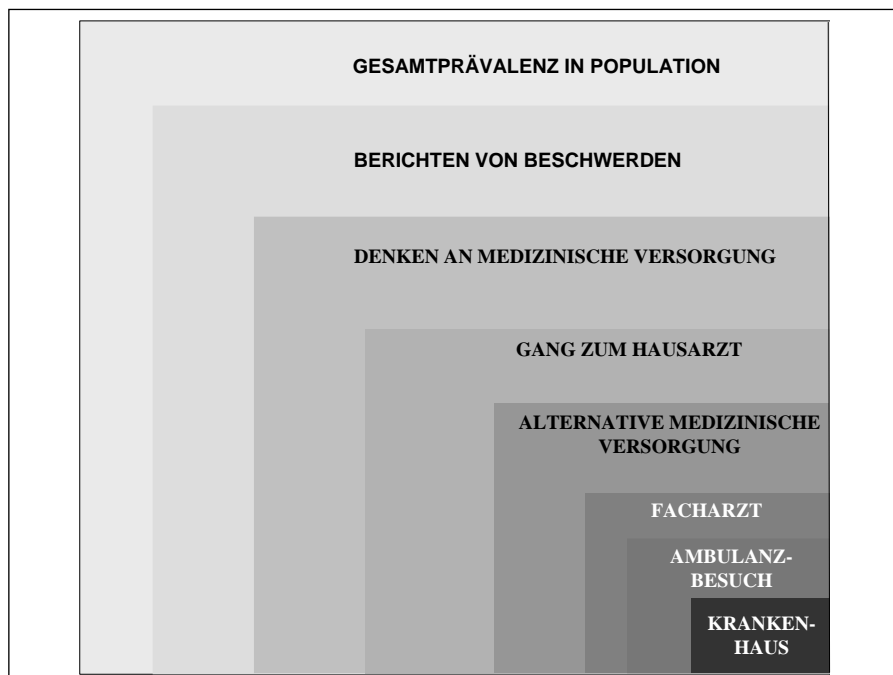 GESAMTPRÄVALENZ IN POPULATION
BERICHTEN VON BESCHWERDEN
DENKEN AN MEDIZINISCHE VERSORGUNG
GANG ZUM HAUSARZT
ALTERNATIVE MEDIZINISCHE
VERSORGUNG
FACHARZT
AMBULANZ-
BESUCH
KRANKEN-
HAUS